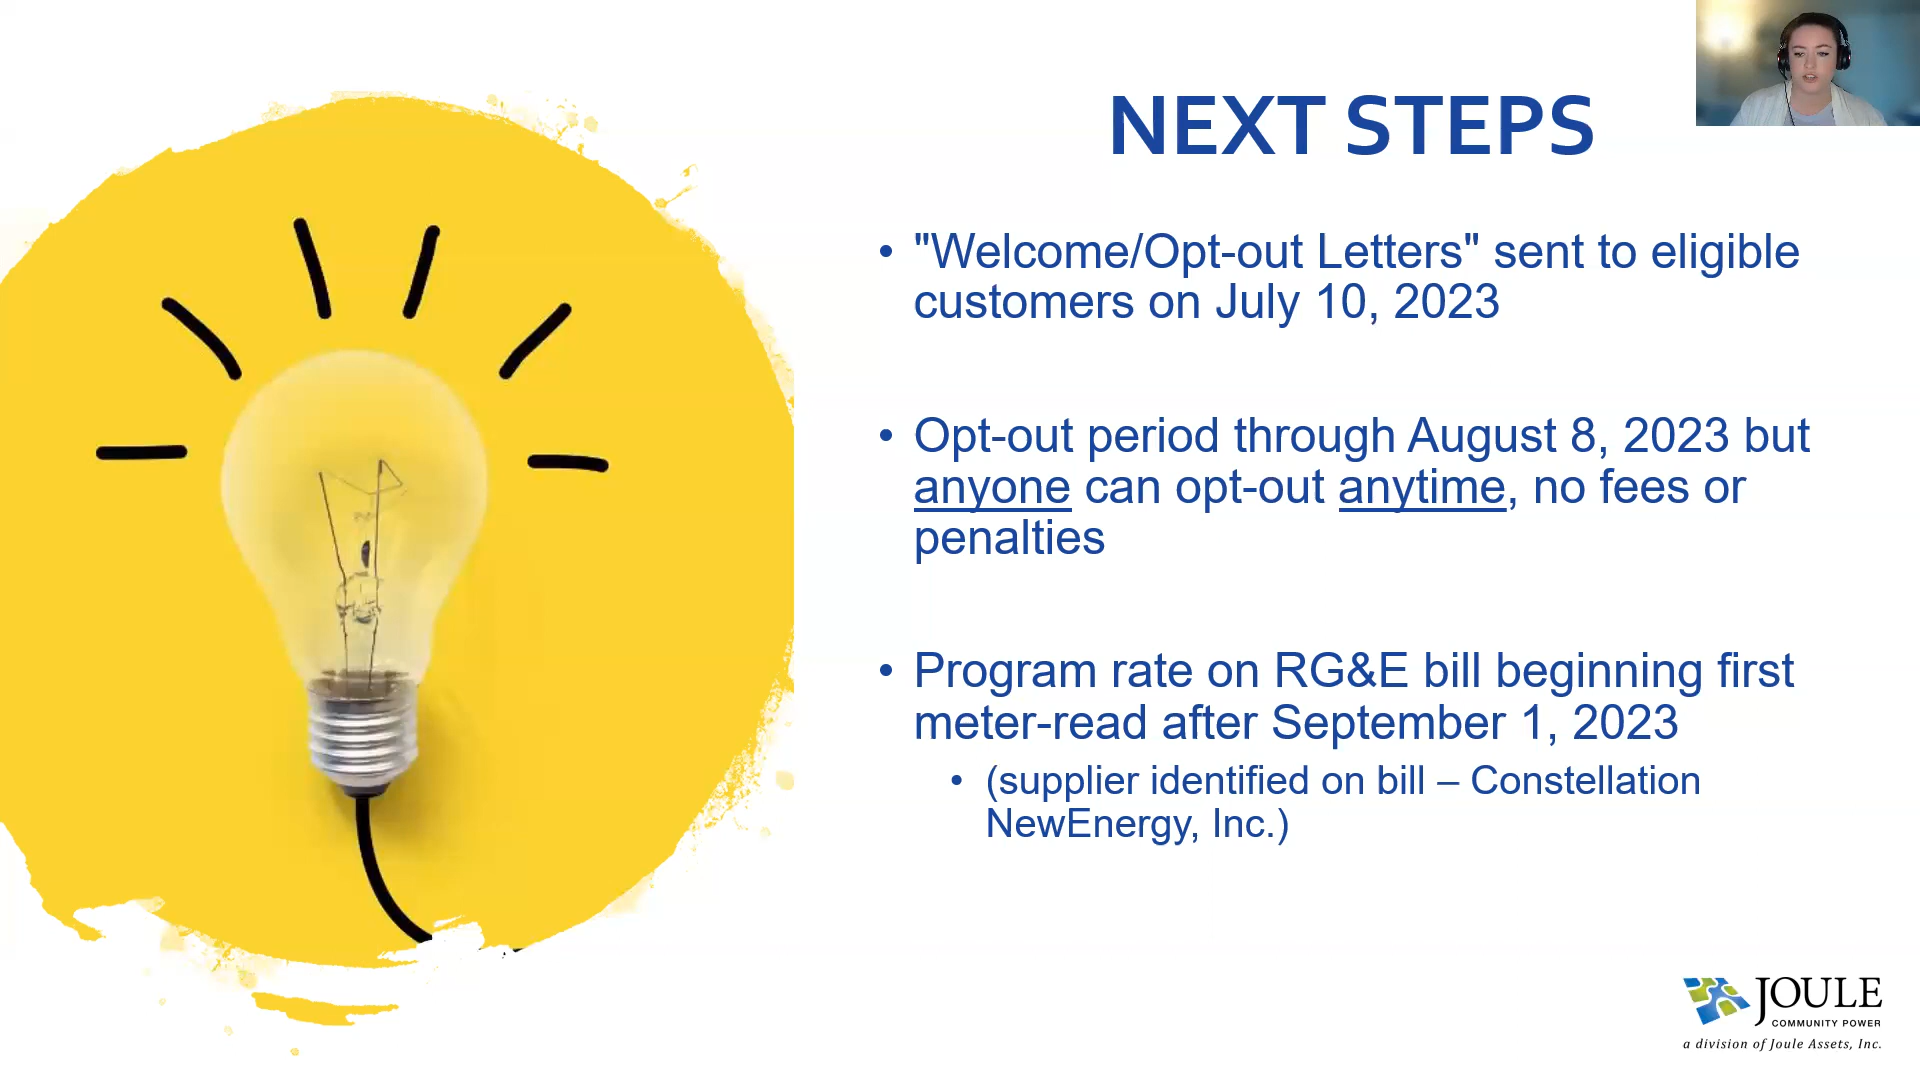 NEXT STEPS
• "Welcome/Opt-out Letters" sent to eligible
customers on July 10, 2023
• Opt-out period through August 8, 2023 but
anyone can opt-out anytime, no fees or
penalties
• Program rate on RG&E bill beginning first
meter-read after September 1, 2023
• (supplier identified on bill – Constellation
NewEnergy, Inc.)
JOULE
COMMUNITY POWER
a division of Joule Assets, Inc.